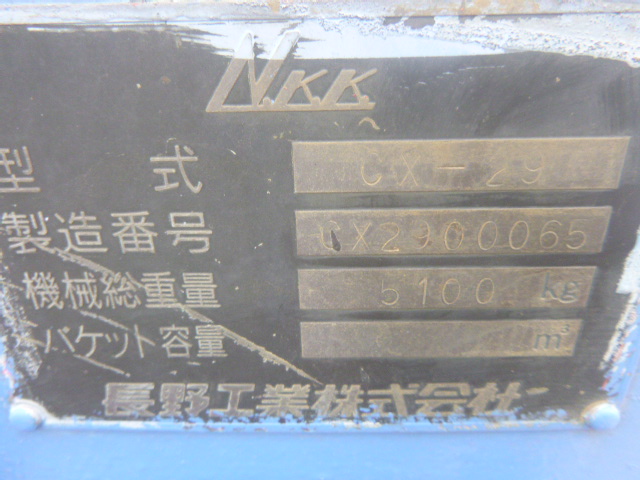 N.K.K.
型 式 CX-29
製造番号 CX2900065
機械総重量 5100 kg
バケット容量 m³
長野工業株式会社